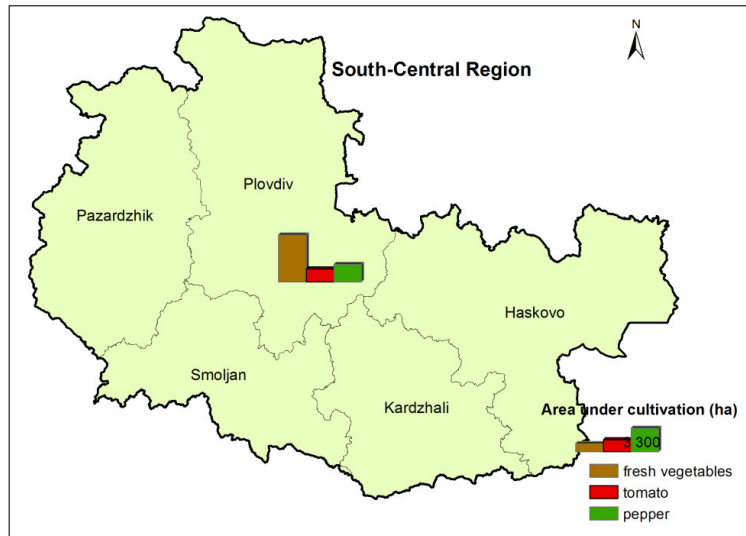 N
South-Central Region
Plovdiv
Pazardzhik
Haskovo
Smoljan
Kardzhali
Area under cultivation (ha)
3 300
fresh vegetables
tomato
pepper